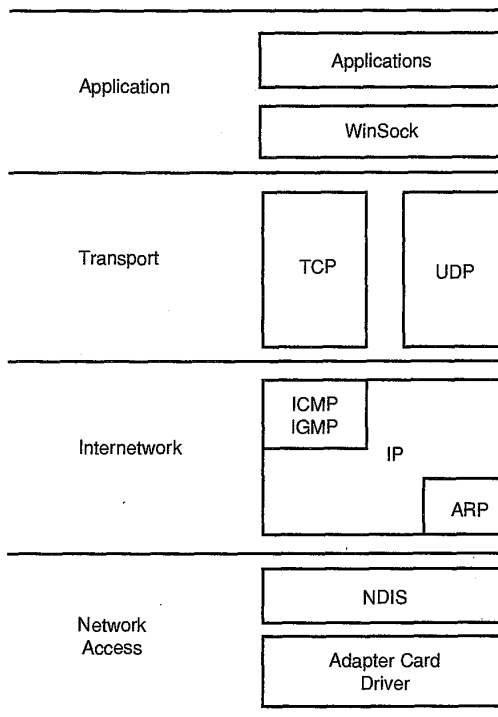 Application
Applications
WinSock
Transport
TCP
UDP
Internetwork
ICMP
IGMP
IP
ARP
Network
Access
NDIS
Adapter Card
Driver